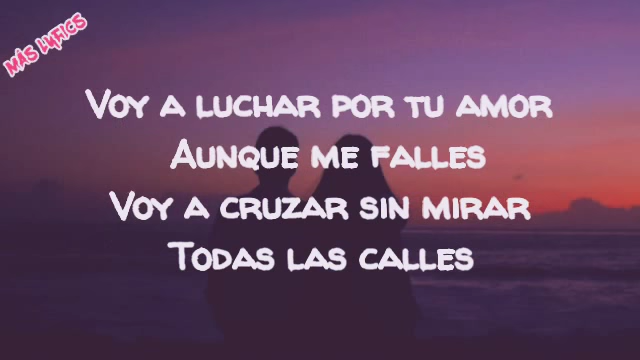 MÁS LYRICS
VOY A LUCHAR POR TU AMOR
AUNQUE ME FALLES
VOY A CRUZAR SIN MIRAR
TODAS LAS CALLES